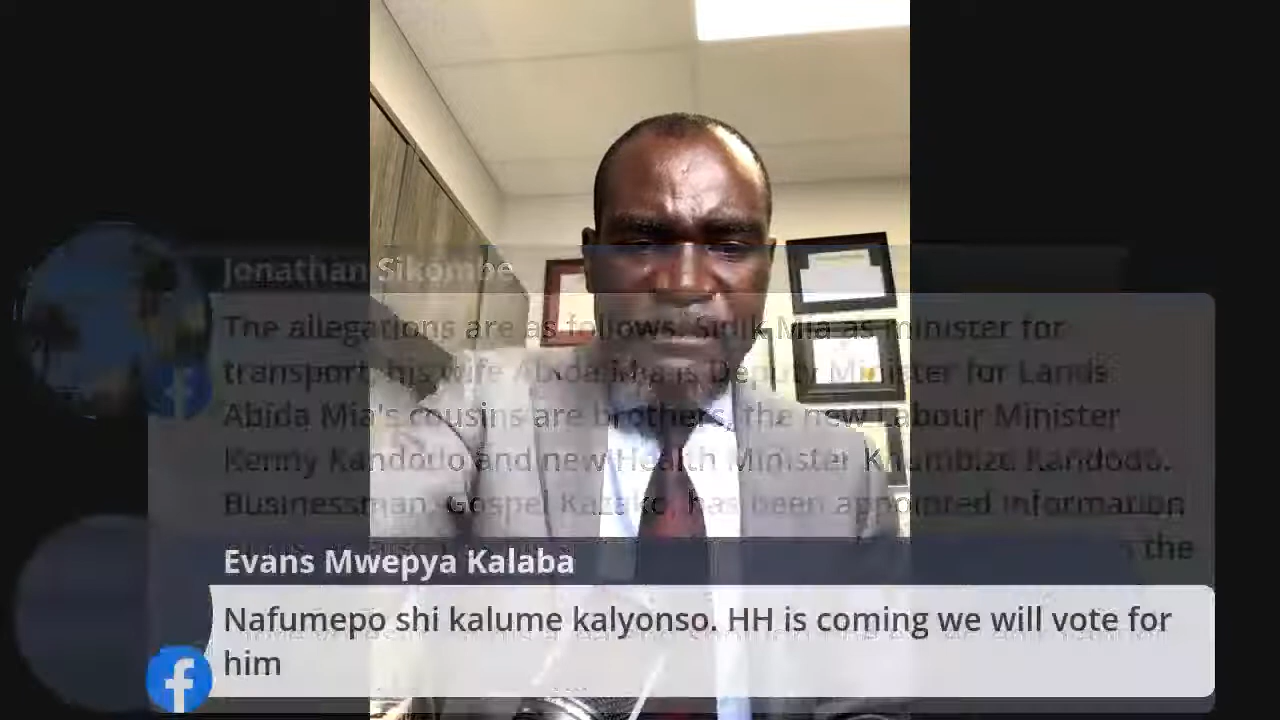 Jonathan Sikombe
The allegations are as follows. Sidik Mia as minister for
transport, his wife Abida Mia is Deputy Minister for Lands
Abida Mia's cousins are brothers, the new Labour Minister
Kenny Kandodo and new Health Minister Khumbize Kandodo.
Businessman, Gospel Kazako, has been appointed information
the
Evans Mwepya Kalaba
Nafumepo shi kalume kalyonso. HH is coming we will vote for
him